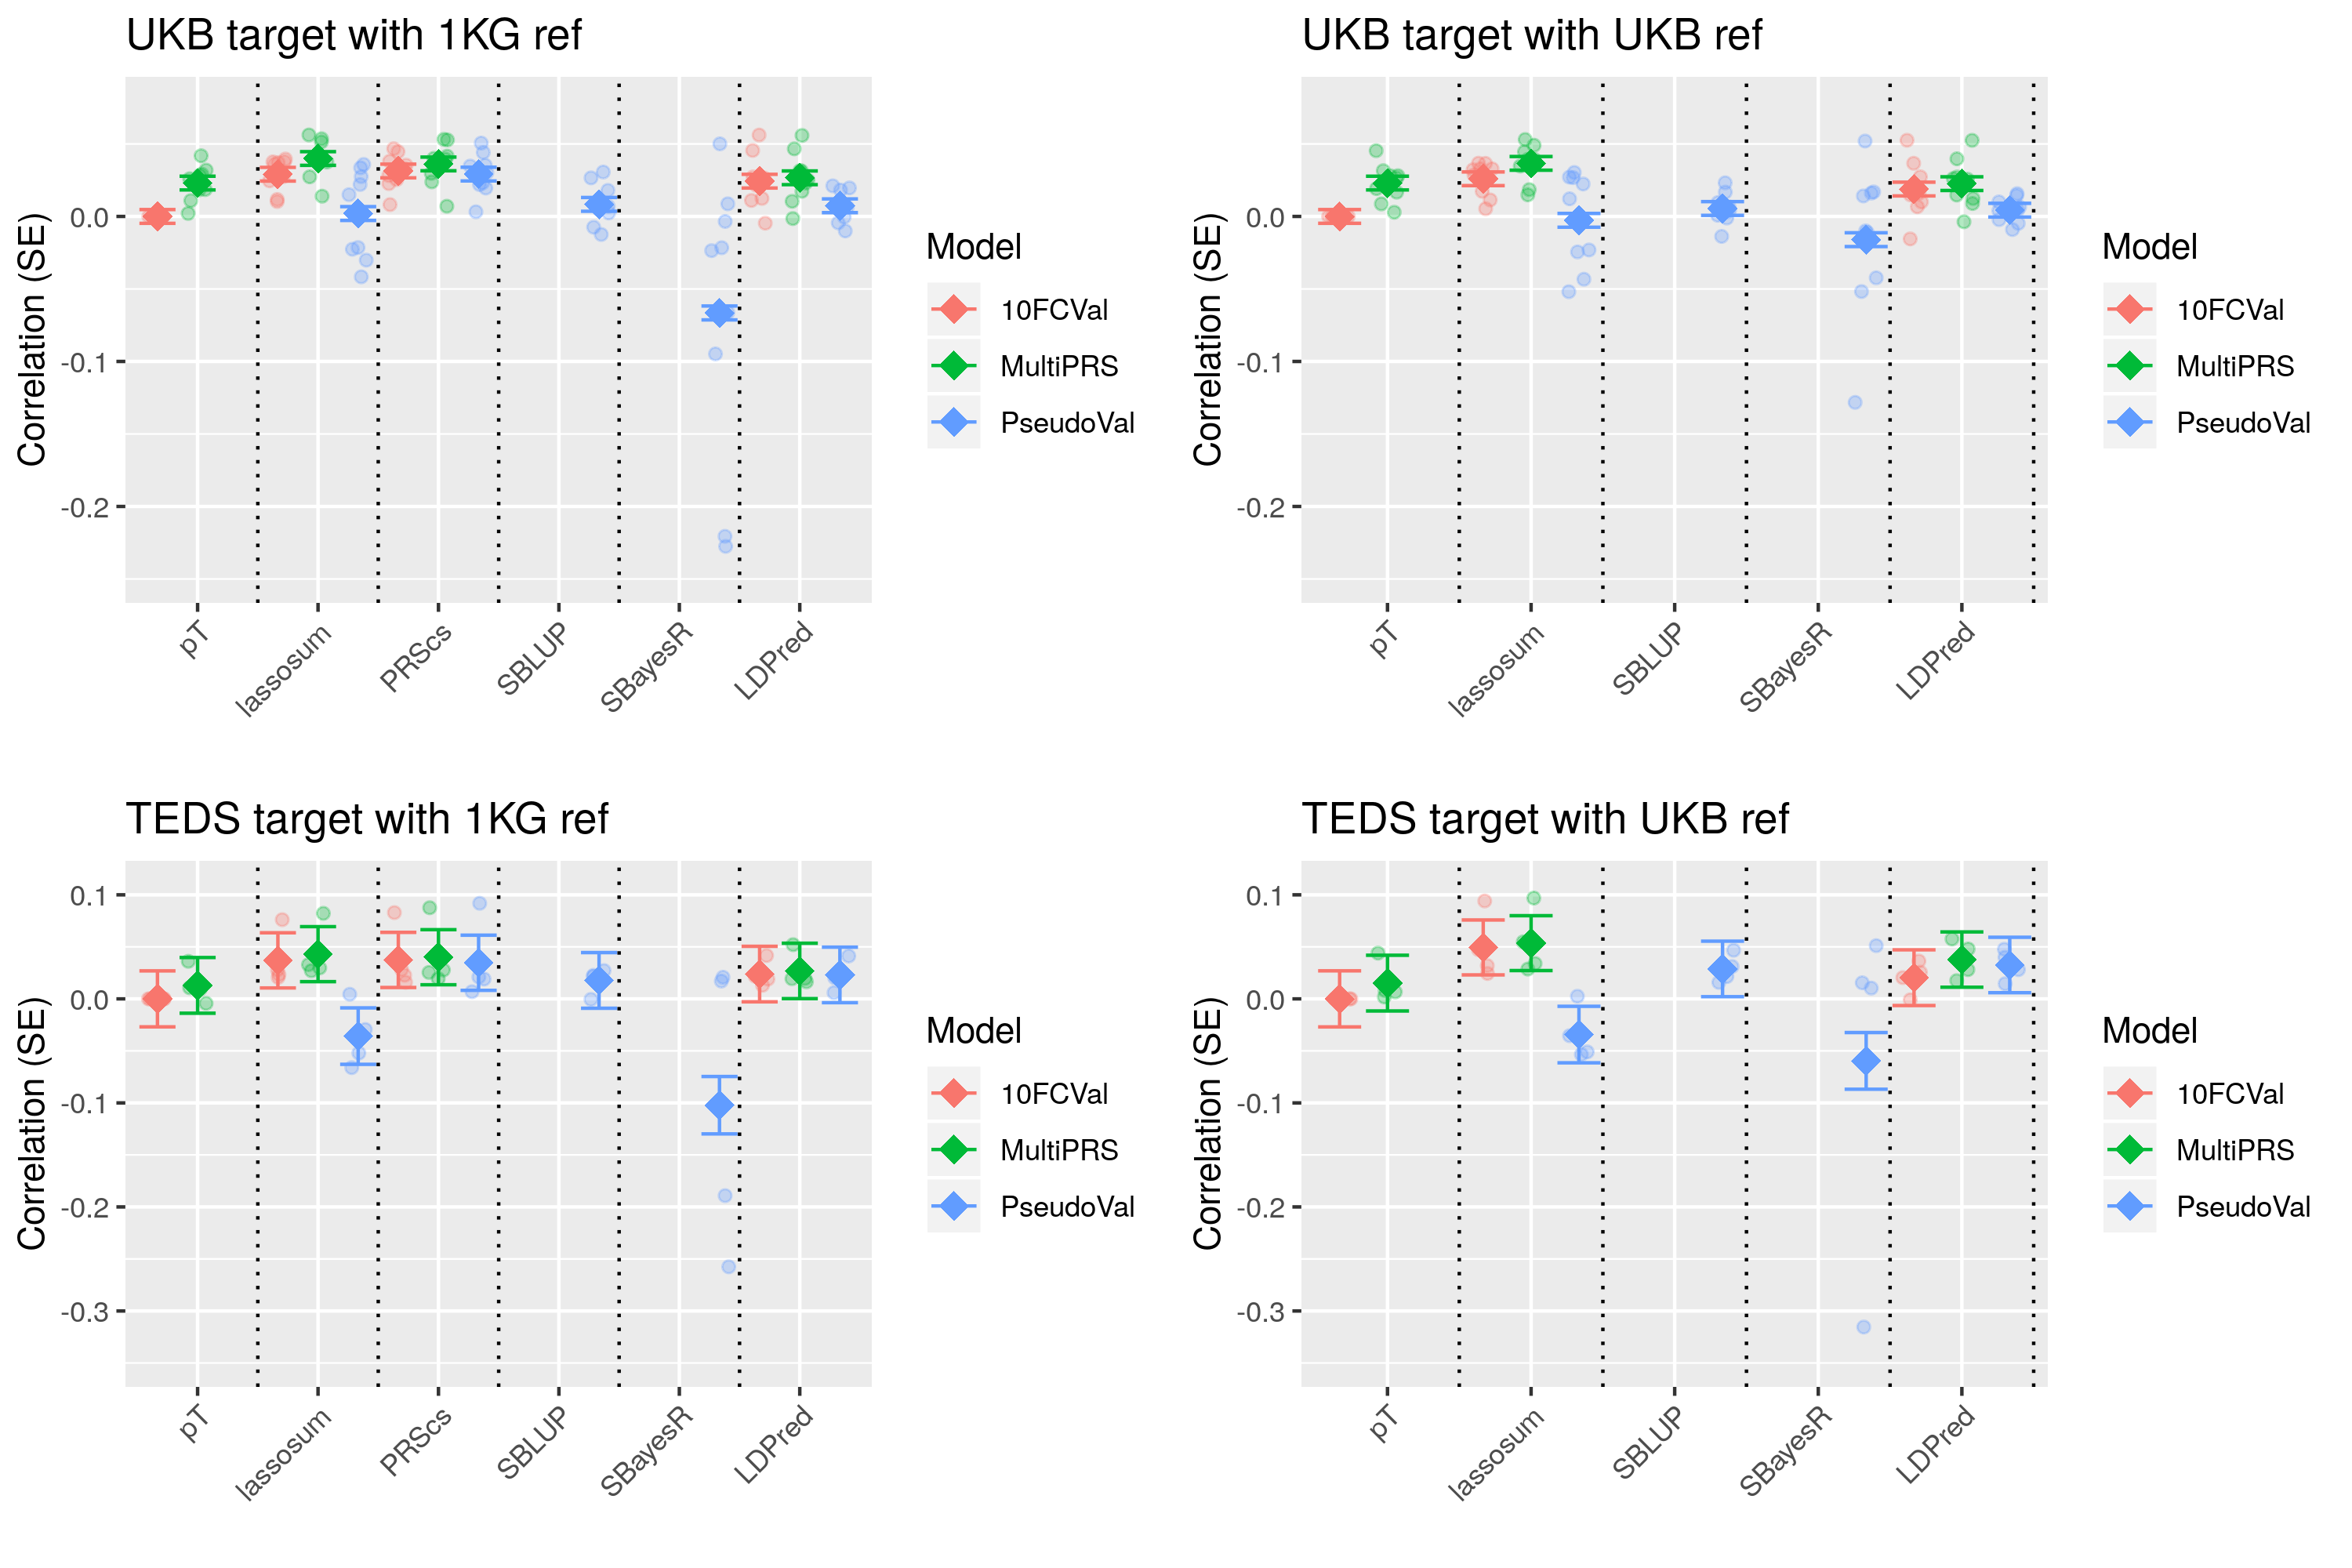 UKB target with 1KG ref
Correlation (SE)
0.0
-0.1
-0.2
pT
lassosum
PRScs
SBLUP
SBayesR
LDPred
Model
10FCVal
MultiPRS
PseudoVal
UKB target with UKB ref
Correlation (SE)
0.0
-0.1
-0.2
pT
lassosum
SBLUP
SBayesR
LDPred
Model
10FCVal
MultiPRS
PseudoVal
TEDS target with 1KG ref
Correlation (SE)
0.1
0.0
-0.1
-0.2
-0.3
pT
lassosum
PRScs
SBLUP
SBayesR
LDPred
Model
10FCVal
MultiPRS
PseudoVal
TEDS target with UKB ref
Correlation (SE)
0.1
0.0
-0.1
-0.2
-0.3
pT
lassosum
SBLUP
SBayesR
LDPred
Model
10FCVal
MultiPRS
PseudoVal